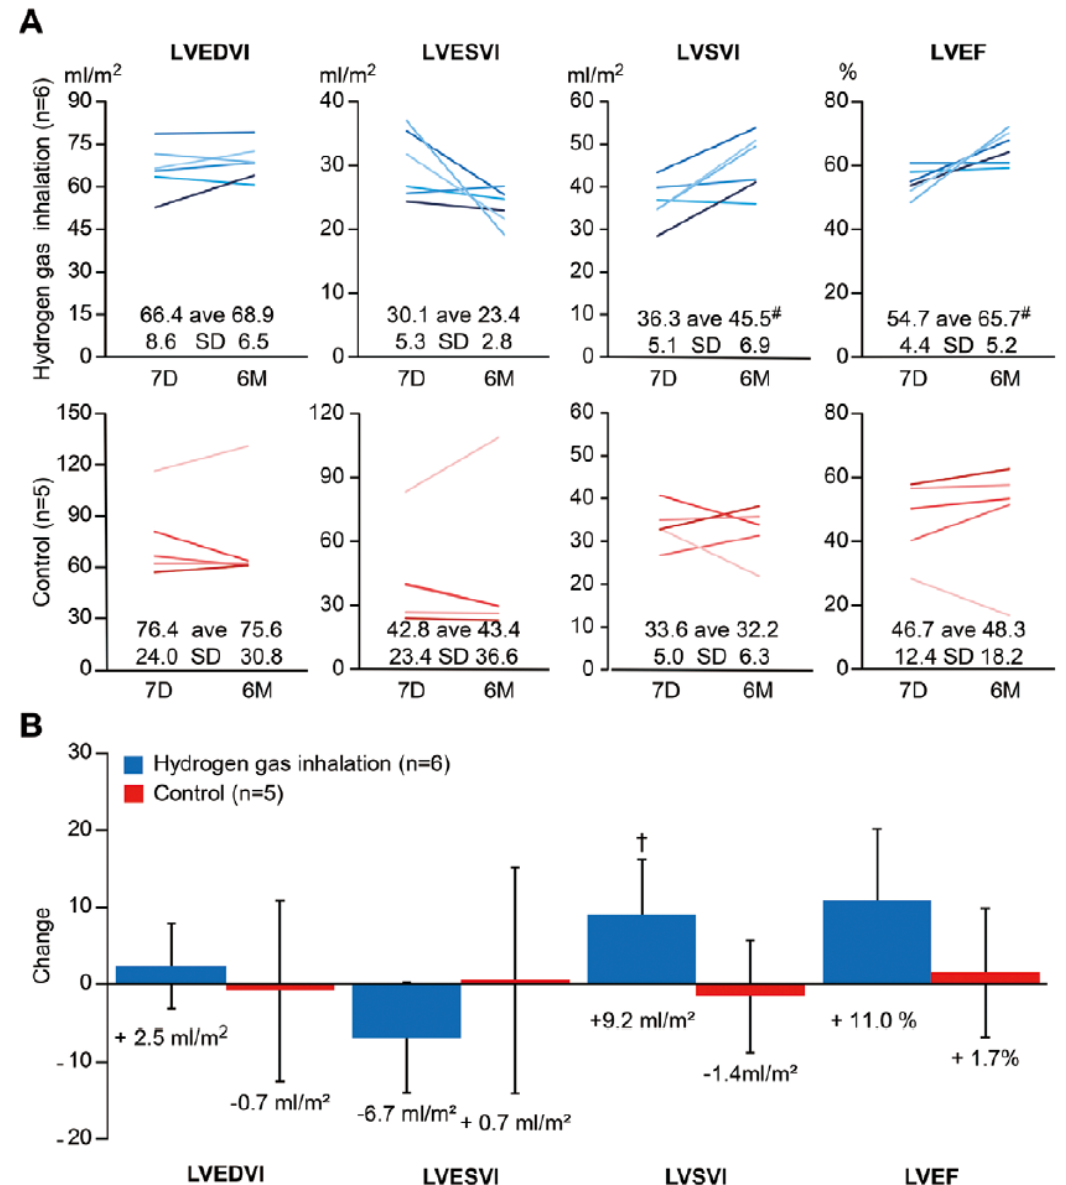 A
LVEDVI LVESVI LVSVI LVEF
ml/m² ml/m² ml/m² %
Hydrogen gas inhalation (n=6)
90 40 60 80
75 50
30 60
60 40
45 20 30 40
30 20
10 20
15 10
0 0 0 0
66.4 ave 68.9 30.1 ave 23.4 36.3 ave 45.5# 54.7 ave 65.7#
8.6 SD 6.5 5.3 SD 2.8 5.1 SD 6.9 4.4 SD 5.2
7D 6M 7D 6M 7D 6M 7D 6M
Control (n=5)
150 120 60 80
120 50
90 60
90 40
60 30 40
60 20
30 20
30 10
0 0 0 0
76.4 ave 75.6 42.8 ave 43.4 33.6 ave 32.2 46.7 ave 48.3
24.0 SD 30.8 23.4 SD 36.6 5.0 SD 6.3 12.4 SD 18.2
7D 6M 7D 6M 7D 6M 7D 6M
B
Change
30
20
10
0
-10
-20
Hydrogen gas inhalation (n=6)
Control (n=5)
†
+ 2.5 ml/m² -0.7 ml/m² -6.7 ml/m² + 0.7 ml/m² +9.2 ml/m² -1.4ml/m² + 11.0 % + 1.7%
LVEDVI LVESVI LVSVI LVEF